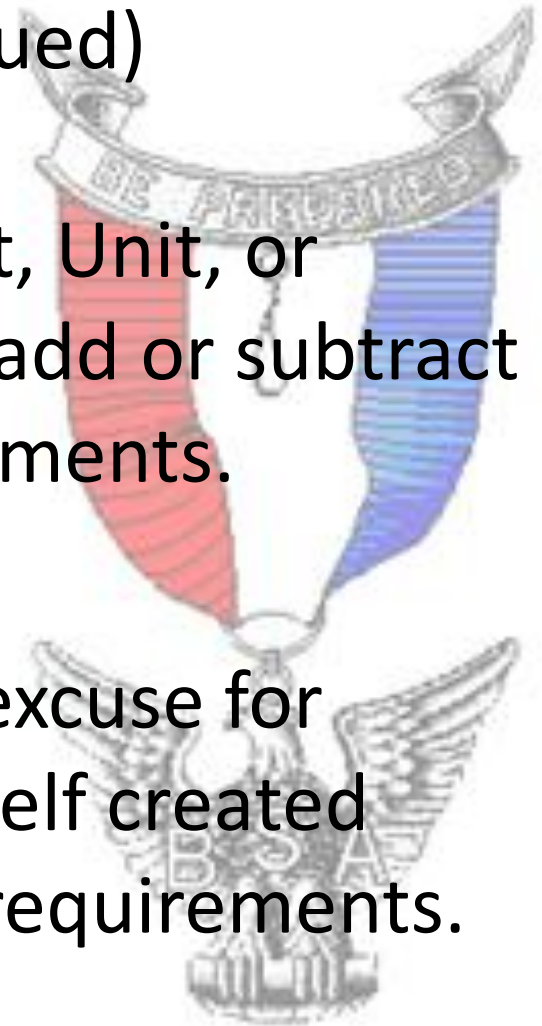 ued)
BE PREPARED
t, Unit, or
add or subtract
ments.
excuse for
elf created
BSA
requirements.